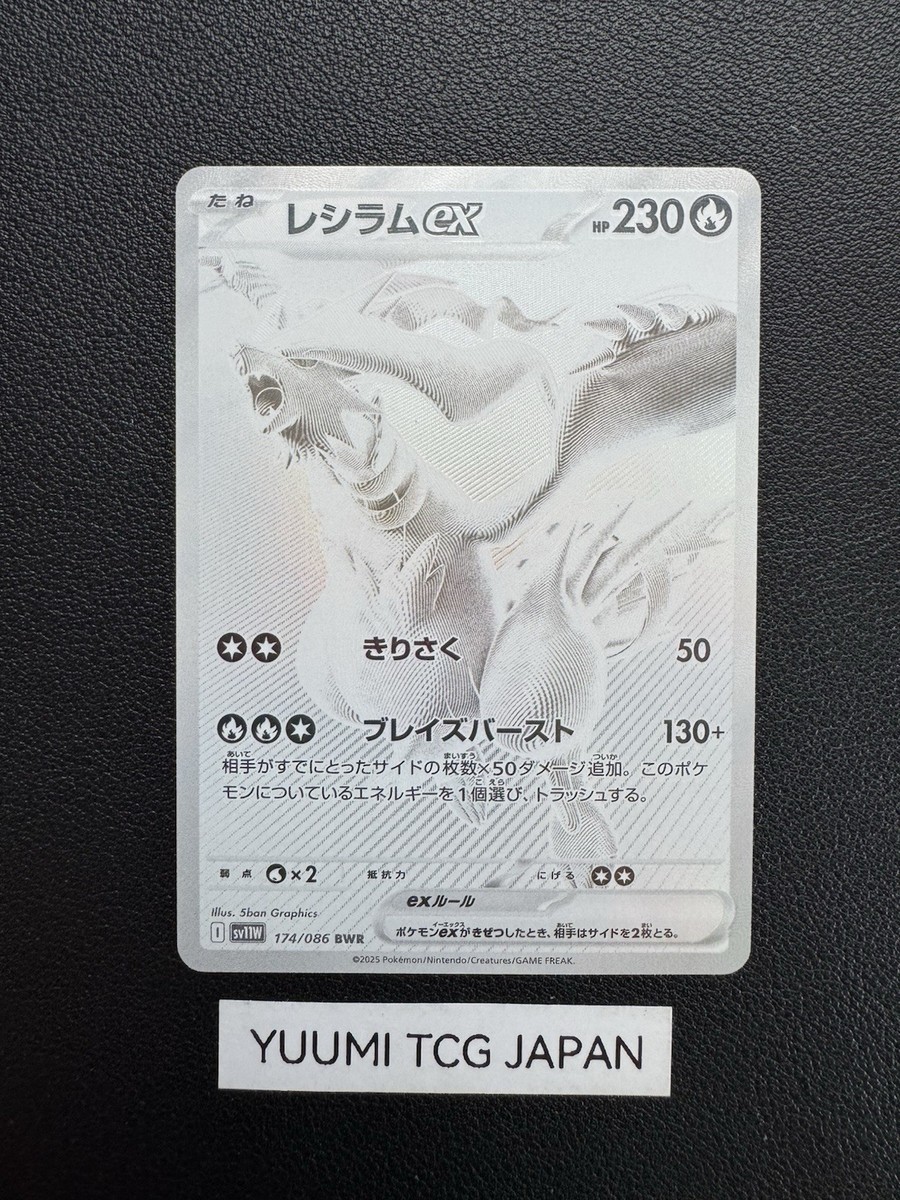 たね レシラムex HP230
きりさく 50
ブレイズバースト 130+
相手がすでにとったサイドの枚数×50ダメージ追加。このポケ
モンについているエネルギーを1個選び、トラッシュする。
弱点 ×2 抵抗力 にげる
exルール
ポケモンexがきぜつしたとき、相手はサイドを2枚とる。
Illus. 5ban Graphics
I sv11W 174/086 BWR
©2025 Pokémon/Nintendo/Creatures/GAME FREAK.
YUUMI TCG JAPAN